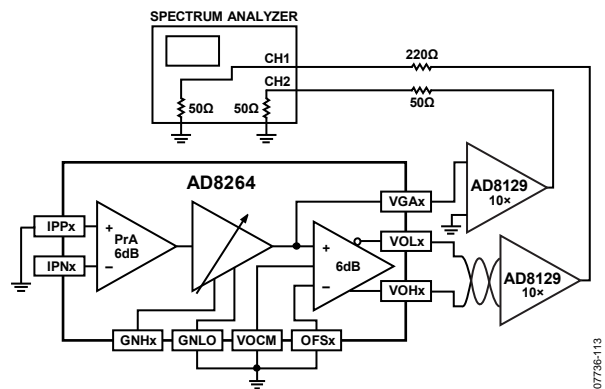 SPECTRUM ANALYZER
CH1
220Ω
CH2
50Ω
50Ω
50Ω
AD8264
VGAx
AD8129
10×
IPPx
+
PrA
6dB
–
IPNx
+
6dB
–
VOLx
VOHx
AD8129
10×
GNHx
GNLO
VOCM
OFSx
07736-113